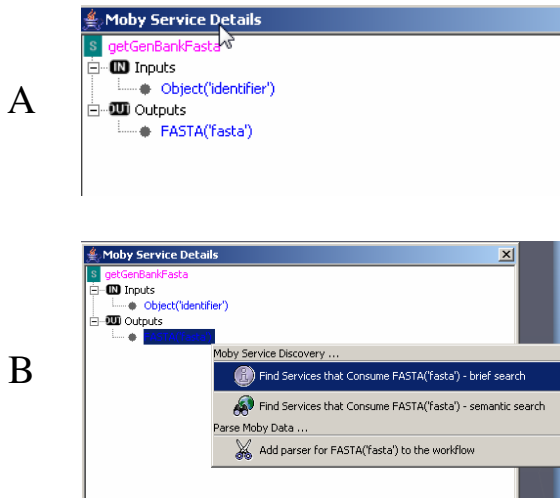 A
Moby Service Details
S getGenBankFasta
IN Inputs
Object('identifier')
OUT Outputs
FASTA('fasta')
B
Moby Service Details
S getGenBankFasta
IN Inputs
Object('identifier')
OUT Outputs
Moby Service Discovery ...
Find Services that Consume FASTA('fasta') - brief search
Find Services that Consume FASTA('fasta') - semantic search
Parse Moby Data ...
Add parser for FASTA('fasta') to the workflow